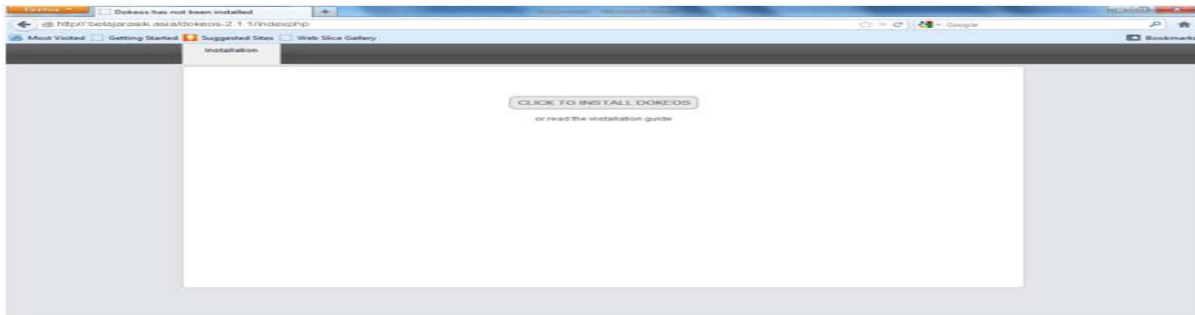 Firefox
Dokeos has not been installed
http://belajarasik.asia/dokeos-2.1.1/index.php
Google
Most Visited Getting Started Suggested Sites Web Slice Gallery
Bookmarks
Installation
CLICK TO INSTALL DOKEOS
or read the installation guide